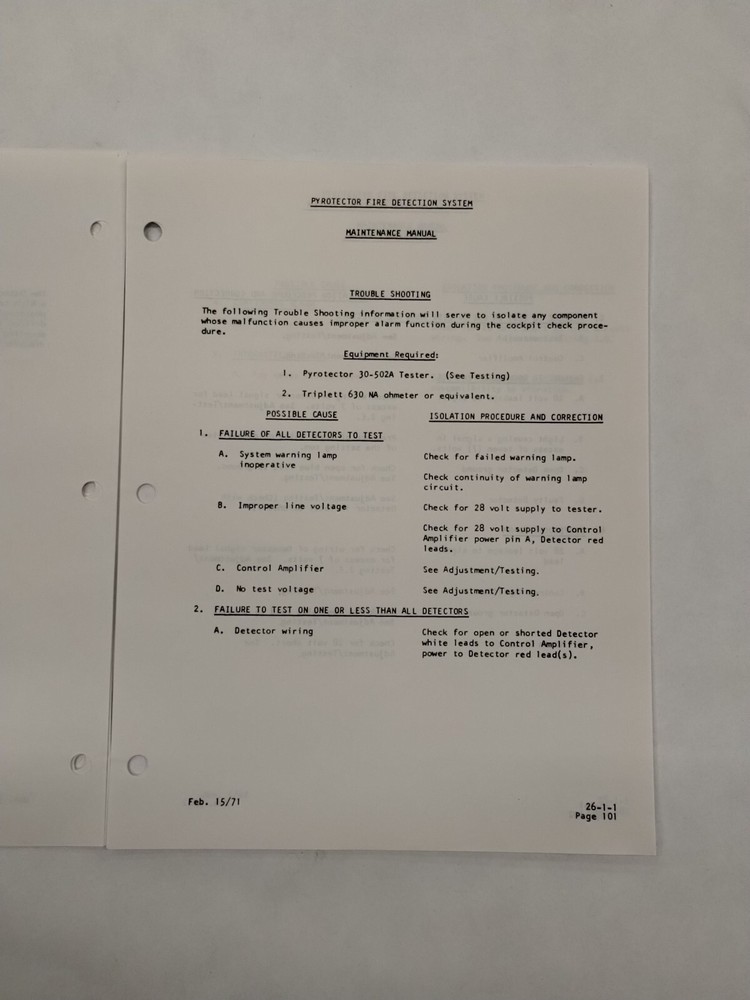 PYROTECTOR FIRE DETECTION SYSTEM
MAINTENANCE MANUAL
TROUBLE SHOOTING
The following Trouble Shooting information will serve to isolate any component
whose malfunction causes improper alarm function during the cockpit check proce-
dure.
Equipment Required:
1. Pyrotector 30-502A Tester. (See Testing)
2. Triplett 630 NA ohmeter or equivalent.
POSSIBLE CAUSE ISOLATION PROCEDURE AND CORRECTION
1. FAILURE OF ALL DETECTORS TO TEST
A. System warning lamp Check for failed warning lamp.
inoperative
Check continuity of warning lamp
circuit.
B. Improper line voltage Check for 28 volt supply to tester.
Check for 28 volt supply to Control
Amplifier power pin A, Detector red
leads.
C. Control Amplifier See Adjustment/Testing.
D. No test voltage See Adjustment/Testing.
2. FAILURE TO TEST ON ONE OR LESS THAN ALL DETECTORS
A. Detector wiring Check for open or shorted Detector
white leads to Control Amplifier,
power to Detector red lead(s).
Feb. 15/71 26-1-1
Page 101